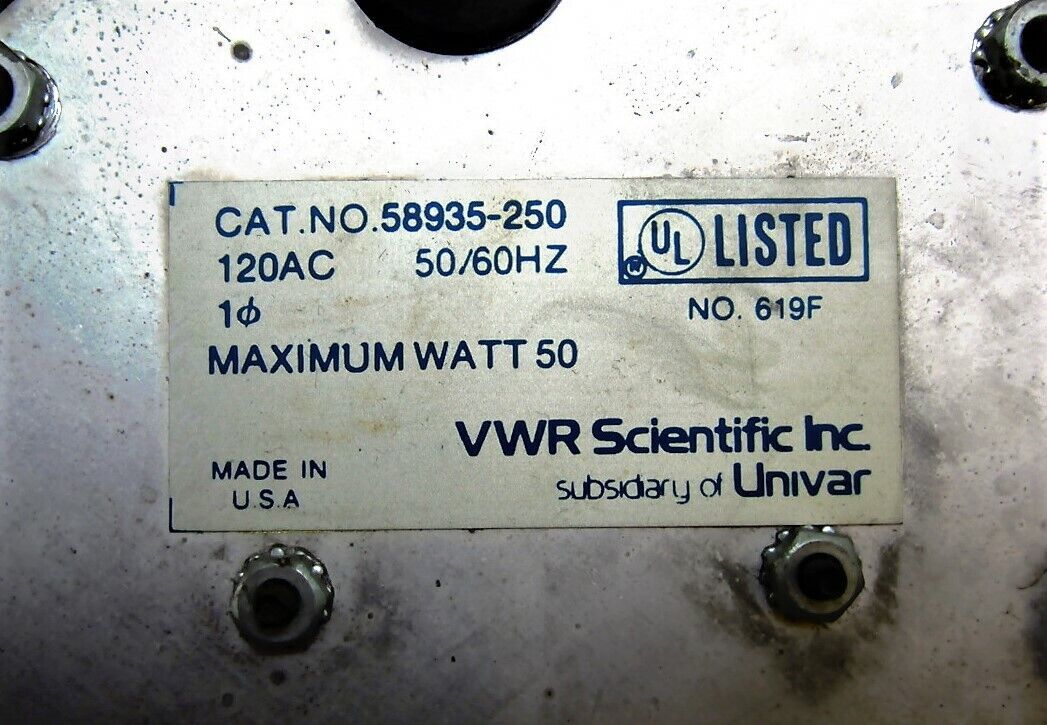 CAT.NO.58935-250
120AC 50/60HZ
1ϕ
MAXIMUM WATT 50
UL LISTED
®
NO. 619F
VWR Scientific Inc.
subsidiary of Univar
MADE IN
U.S.A